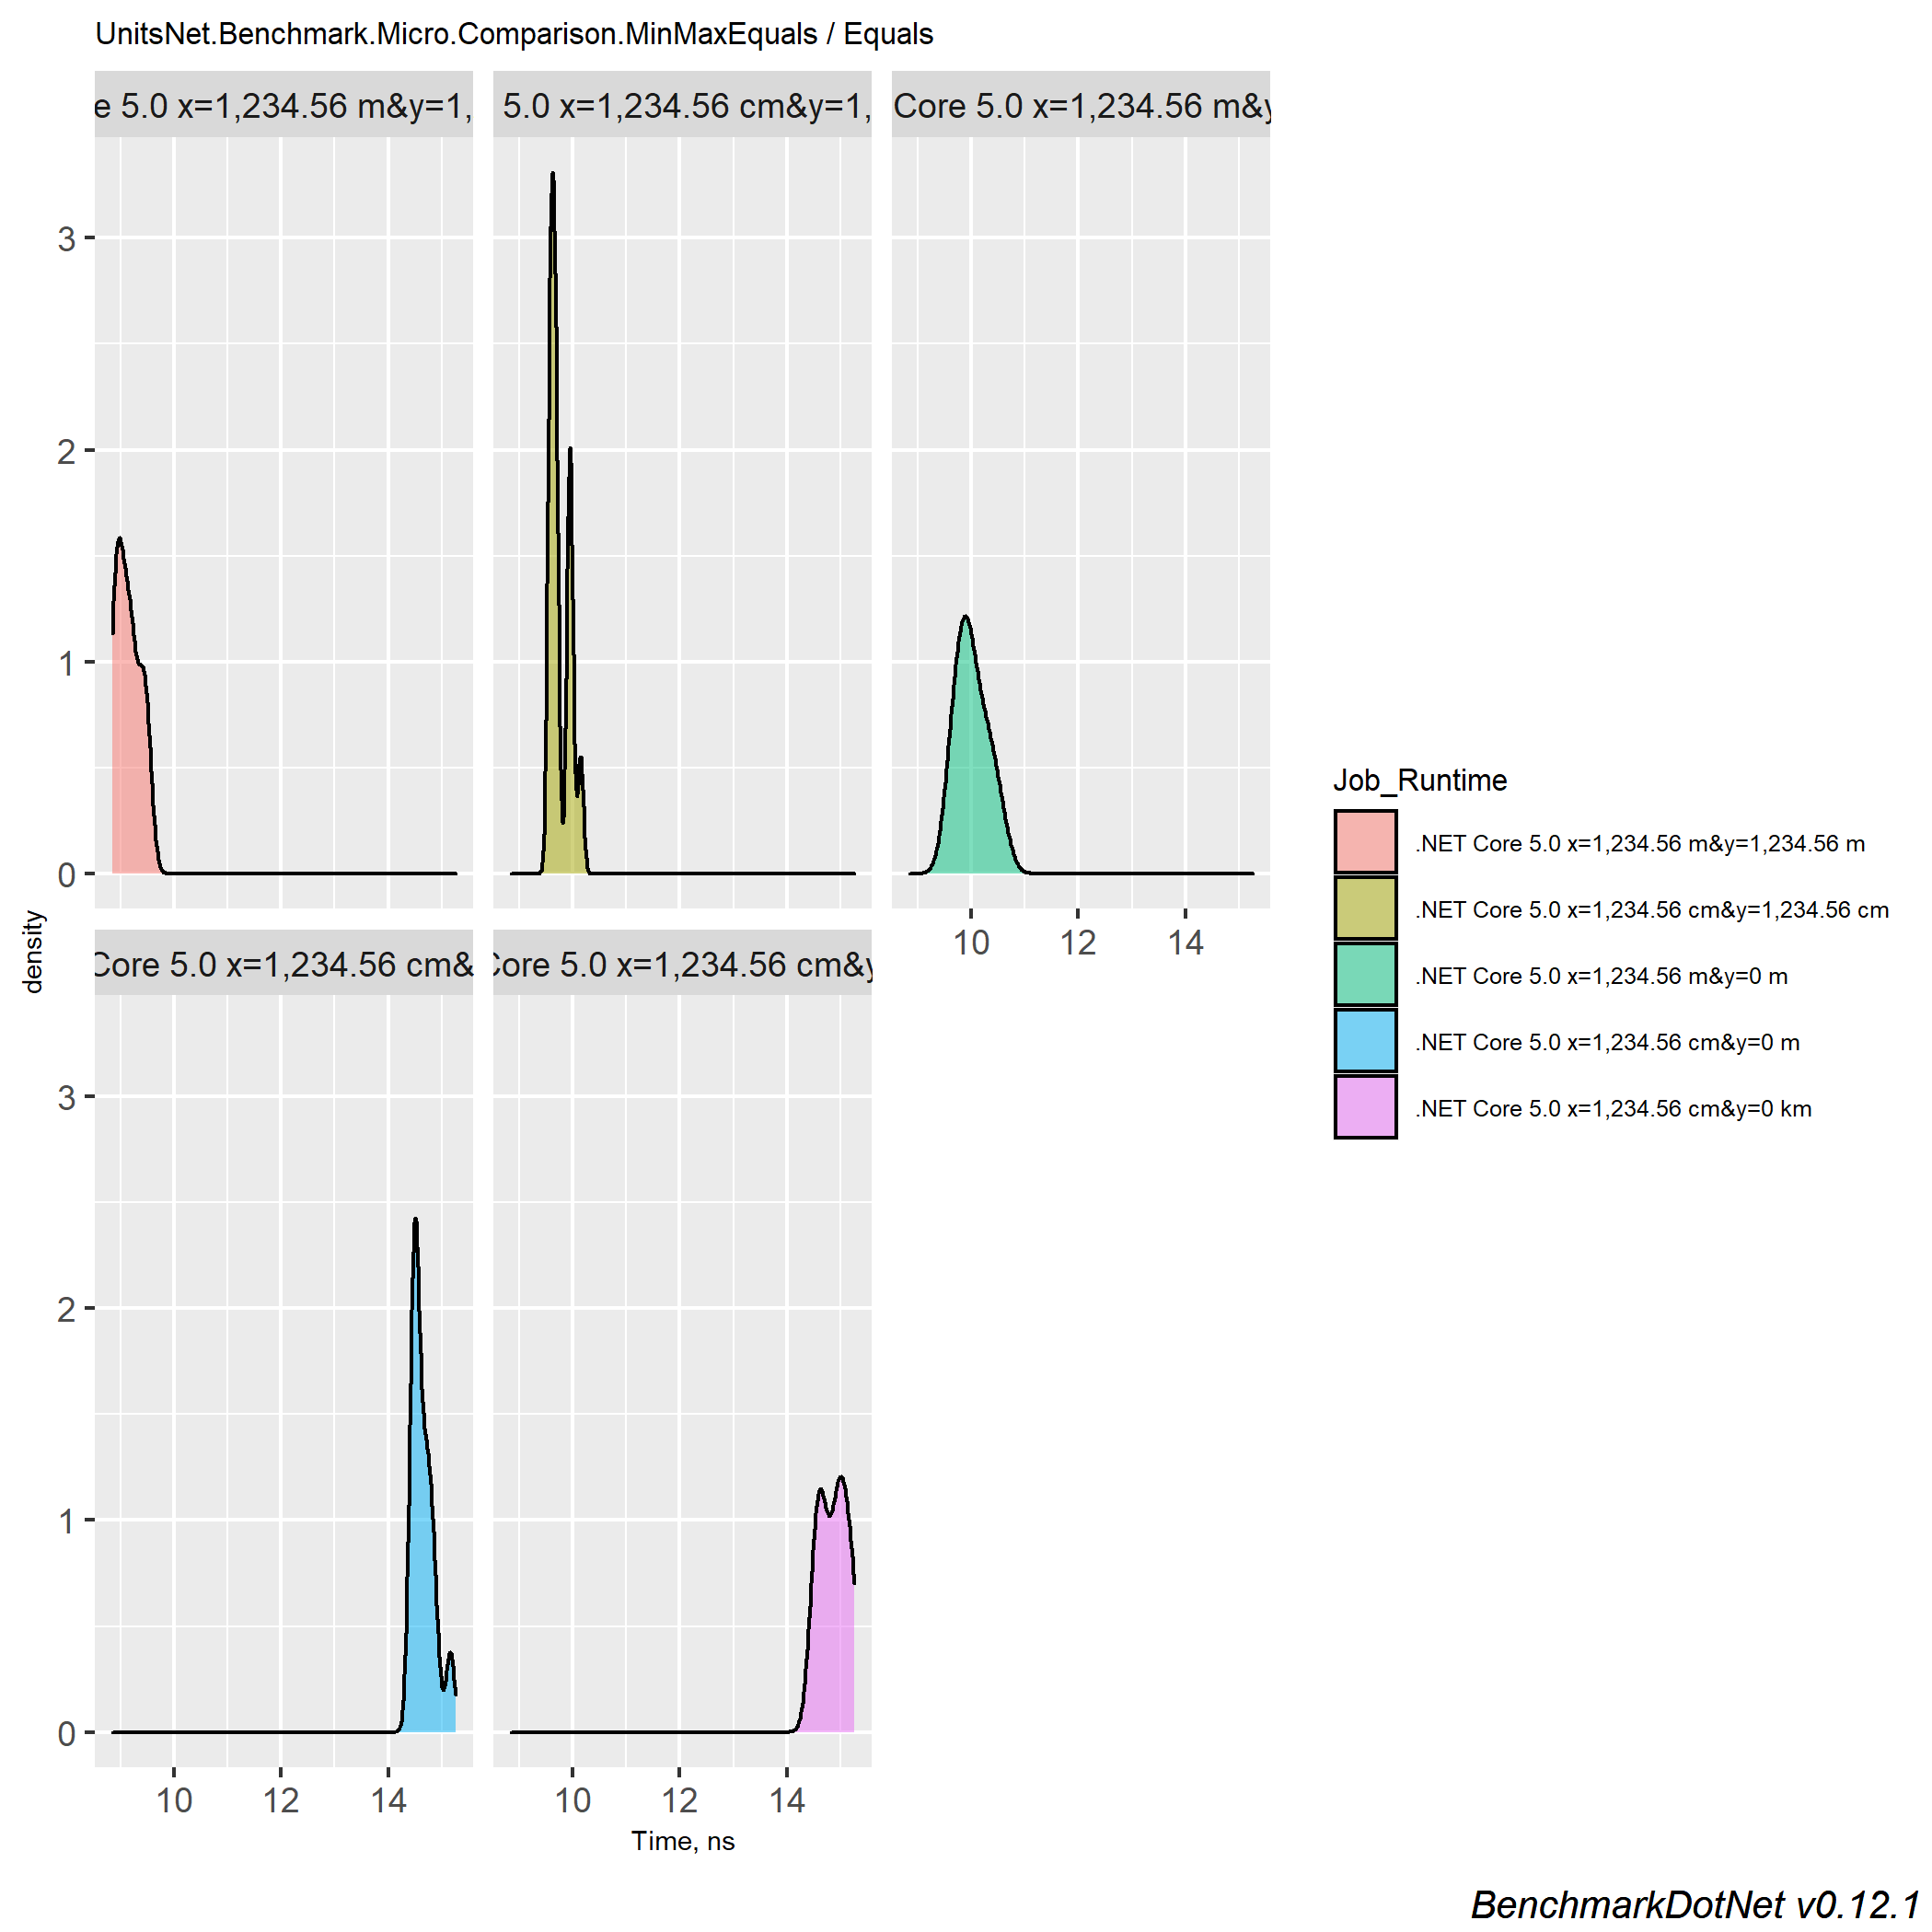 UnitsNet.Benchmark.Micro.Comparison.MinMaxEquals / Equals
e 5.0 x=1,234.56 m&y=1,
5.0 x=1,234.56 cm&y=1,
Core 5.0 x=1,234.56 m&y
3
2
1
0
10 12 14
density
Core 5.0 x=1,234.56 cm&
Core 5.0 x=1,234.56 cm&y
3
2
1
0
10 12 14
10 12 14
Time, ns
Job_Runtime
.NET Core 5.0 x=1,234.56 m&y=1,234.56 m
.NET Core 5.0 x=1,234.56 cm&y=1,234.56 cm
.NET Core 5.0 x=1,234.56 m&y=0 m
.NET Core 5.0 x=1,234.56 cm&y=0 m
.NET Core 5.0 x=1,234.56 cm&y=0 km
BenchmarkDotNet v0.12.1